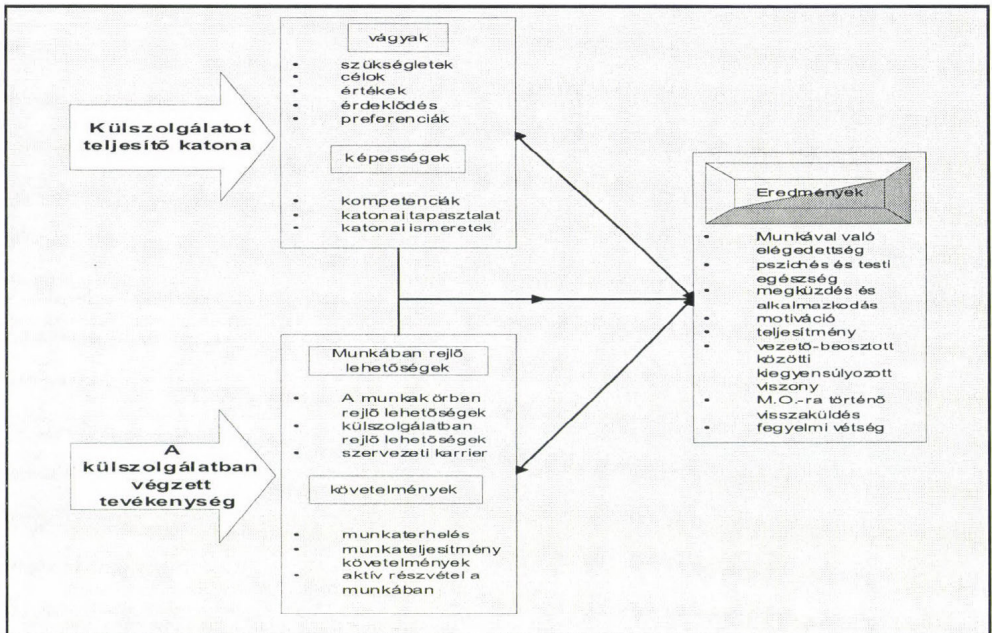 Külszolgálatot
teljesítő katona
vágyak
• szükségletek
• célok
• értékek
• érdeklődés
• preferenciák
képességek
• kompetenciák
• katonai tapasztalat
• katonai ismeretek
A
külszolgálatban
végzett
tevékenység
Munkában rejlő
lehetőségek
• A munkakörben
rejlő lehetőségek
• külszolgálatban
rejlő lehetőségek
• szervezeti karrier
követelmények
• munkaterhelés
• munkateljesítmény
követelmények
• aktív részvétel a
munkában
Eredmények
• Munkával való
elégedettség
• pszichés és testi
egészség
• megküzdés és
alkalmazkodás
• motiváció
• teljesítmény
• vezető-beosztott
közötti
kiegyensúlyozott
viszony
• M.O.-ra történő
visszaküldés
• fegyelmi vétség